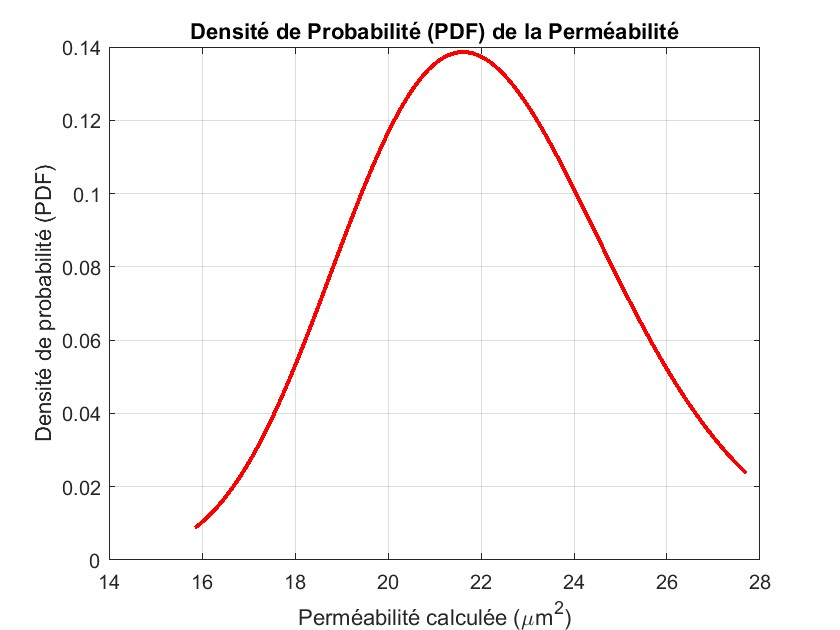 Densité de Probabilité (PDF) de la Perméabilité
Densité de probabilité (PDF)
0.14
0.12
0.1
0.08
0.06
0.04
0.02
0
14 16 18 20 22 24 26 28
Perméabilité calculée (μm²)